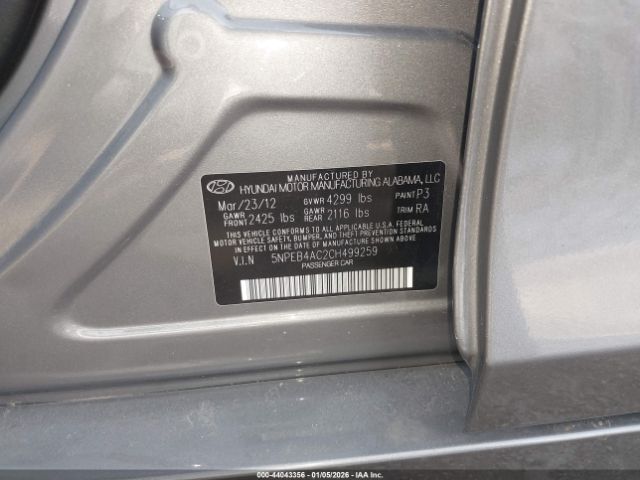 MANUFACTURED BY
HYUNDAI MOTOR MANUFACTURING ALABAMA, LLC
Mar/23/12 GVWR 4299 lbs PAINT P3
GAWR FRONT 2425 lbs GAWR REAR 2116 lbs TRIM RA
THIS VEHICLE CONFORMS TO ALL APPLICABLE U.S.FEDERAL
MOTOR VEHICLE SAFETY, BUMPER, AND THEFT PREVENTION STANDARDS
IN EFFECT ON THE DATE OF MANUFACTURE SHOWN ABOVE.
V.I.N 5NPEB4AC2CH499259
PASSENGER CAR
000-44043356 | 01/05/2026 | IAA, Inc.